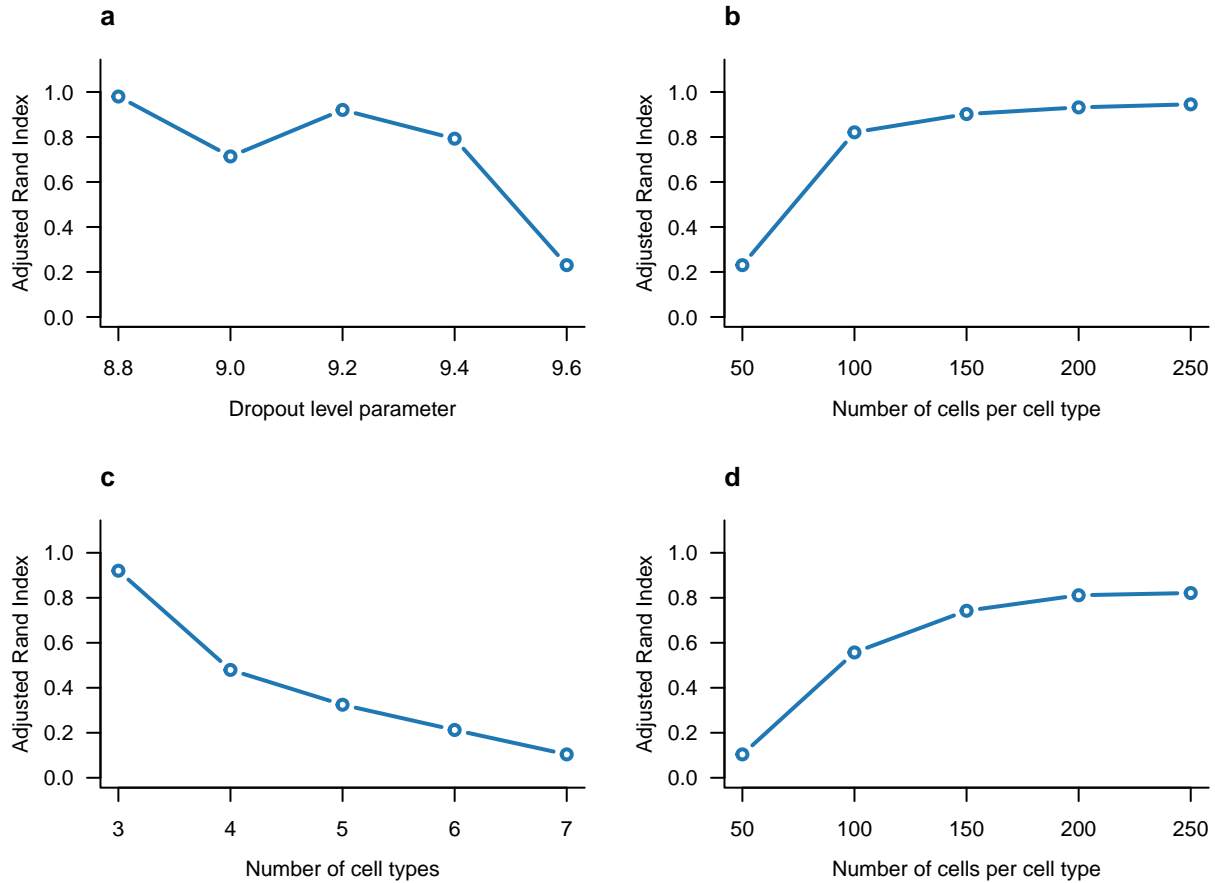 a
Adjusted Rand Index
1.0
0.8
0.6
0.4
0.2
0.0
8.8 9.0 9.2 9.4 9.6
Dropout level parameter
b
Adjusted Rand Index
1.0
0.8
0.6
0.4
0.2
0.0
50 100 150 200 250
Number of cells per cell type
c
Adjusted Rand Index
1.0
0.8
0.6
0.4
0.2
0.0
3 4 5 6 7
Number of cell types
d
Adjusted Rand Index
1.0
0.8
0.6
0.4
0.2
0.0
50 100 150 200 250
Number of cells per cell type